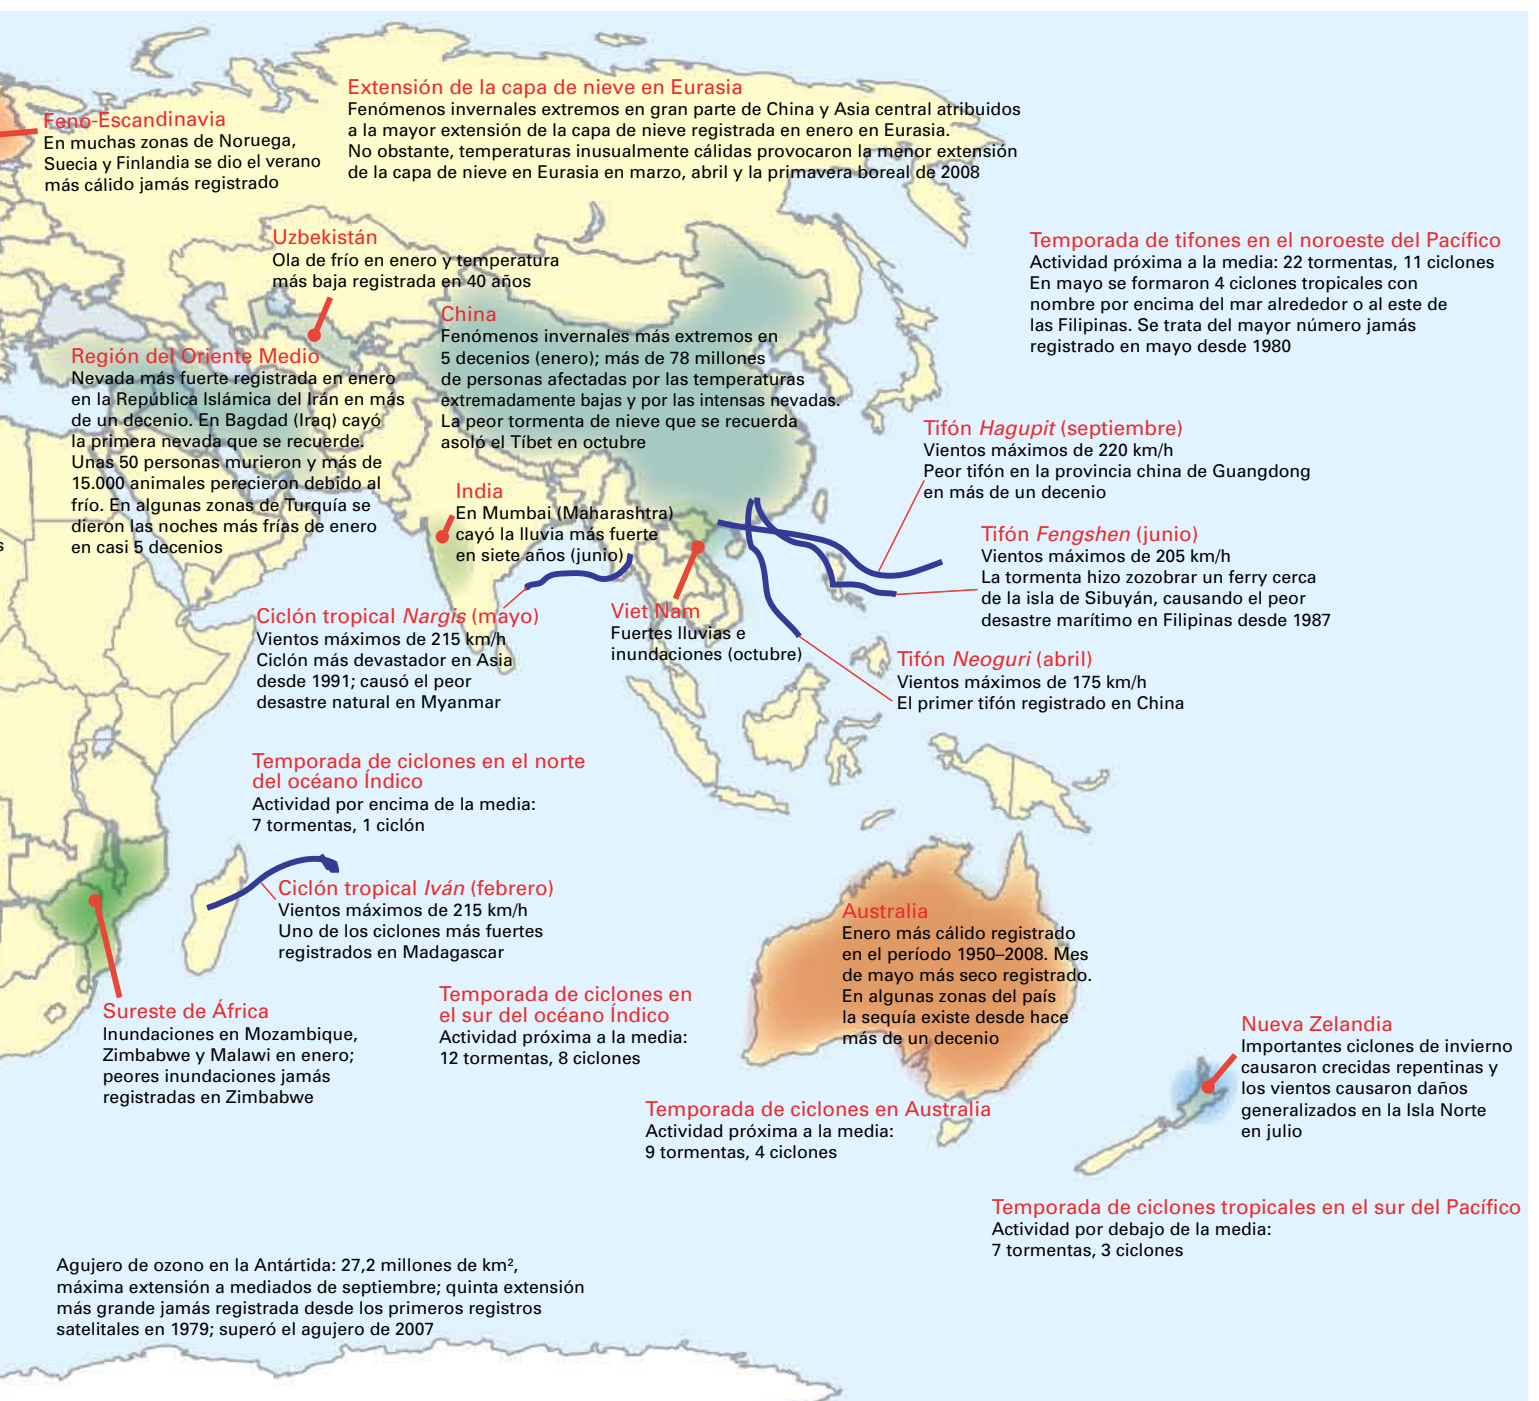 Extensión de la capa de nieve en Eurasia
Fenómenos invernales extremos en gran parte de China y Asia central atribuidos
a la mayor extensión de la capa de nieve registrada en enero en Eurasia.
No obstante, temperaturas inusualmente cálidas provocaron la menor extensión
de la capa de nieve en Eurasia en marzo, abril y la primavera boreal de 2008
Feno-Escandinavia
En muchas zonas de Noruega,
Suecia y Finlandia se dio el verano
más cálido jamás registrado
Uzbekistán
Ola de frío en enero y temperatura
más baja registrada en 40 años
Temporada de tifones en el noroeste del Pacífico
Actividad próxima a la media: 22 tormentas, 11 ciclones
En mayo se formaron 4 ciclones tropicales con
nombre por encima del mar alrededor o al este de
las Filipinas. Se trata del mayor número jamás
registrado en mayo desde 1980
China
Fenómenos invernales más extremos en
5 decenios (enero); más de 78 millones
de personas afectadas por las temperaturas
extremadamente bajas y por las intensas nevadas.
La peor tormenta de nieve que se recuerda
asoló el Tíbet en octubre
Región del Oriente Medio
Nevada más fuerte registrada en enero
en la República Islámica del Irán en más
de un decenio. En Bagdad (Iraq) cayó
la primera nevada que se recuerde.
Unas 50 personas murieron y más de
15.000 animales perecieron debido al
frío. En algunas zonas de Turquía se
dieron las noches más frías de enero
en casi 5 decenios
s
Tifón Hagupit (septiembre)
Vientos máximos de 220 km/h
Peor tifón en la provincia china de Guangdong
en más de un decenio
India
En Mumbai (Maharashtra)
cayó la lluvia más fuerte
en siete años (junio)
Tifón Fengshen (junio)
Vientos máximos de 205 km/h
La tormenta hizo zozobrar un ferry cerca
de la isla de Sibuyán, causando el peor
desastre marítimo en Filipinas desde 1987
Ciclón tropical Nargis (mayo)
Vientos máximos de 215 km/h
Ciclón más devastador en Asia
desde 1991; causó el peor
desastre natural en Myanmar
Viet Nam
Fuertes lluvias e
inundaciones (octubre)
Tifón Neoguri (abril)
Vientos máximos de 175 km/h
El primer tifón registrado en China
Temporada de ciclones en el norte
del océano Índico
Actividad por encima de la media:
7 tormentas, 1 ciclón
Ciclón tropical Iván (febrero)
Vientos máximos de 215 km/h
Uno de los ciclones más fuertes
registrados en Madagascar
Australia
Enero más cálido registrado
en el período 1950–2008. Mes
de mayo más seco registrado.
En algunas zonas del país
la sequía existe desde hace
más de un decenio
Sureste de África
Inundaciones en Mozambique,
Zimbabwe y Malawi en enero;
peores inundaciones jamás
registradas en Zimbabwe
Temporada de ciclones en
el sur del océano Índico
Actividad próxima a la media:
12 tormentas, 8 ciclones
Nueva Zelandia
Importantes ciclones de invierno
causaron crecidas repentinas y
los vientos causaron daños
generalizados en la Isla Norte
en julio
Temporada de ciclones en Australia
Actividad próxima a la media:
9 tormentas, 4 ciclones
Temporada de ciclones tropicales en el sur del Pacífico
Actividad por debajo de la media:
7 tormentas, 3 ciclones
Agujero de ozono en la Antártida: 27,2 millones de km²,
máxima extensión a mediados de septiembre; quinta extensión
más grande jamás registrada desde los primeros registros
satelitales en 1979; superó el agujero de 2007